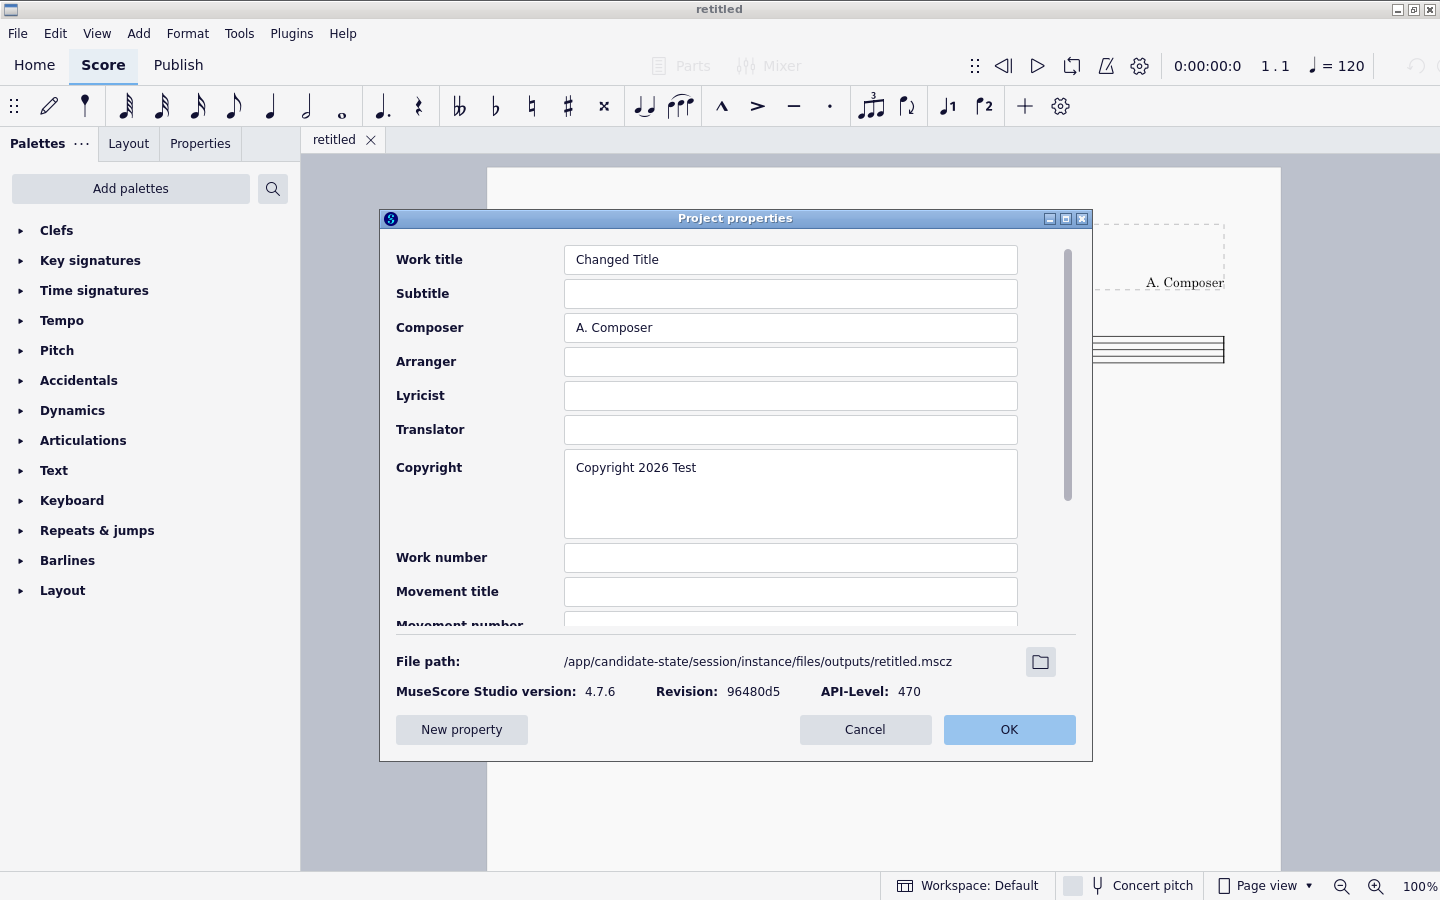 retitled
File Edit View Add Format Tools Plugins Help
Home Score Publish Parts Mixer 0:00:00:0 1 . 1 = 120
3 1 2
Palettes Layout Properties retitled
Add palettes
Clefs
Key signatures
Time signatures
Tempo
Pitch
Accidentals
Dynamics
Articulations
Text
Keyboard
Repeats & jumps
Barlines
Layout
A. Composer
Project properties
Work title Changed Title
Subtitle
Composer A. Composer
Arranger
Lyricist
Translator
Copyright Copyright 2026 Test
Work number
Movement title
Movement number
File path: /app/candidate-state/session/instance/files/outputs/retitled.mscz
MuseScore Studio version: 4.7.6 Revision: 96480d5 API-Level: 470
New property Cancel OK
Workspace: Default Concert pitch Page view 100%